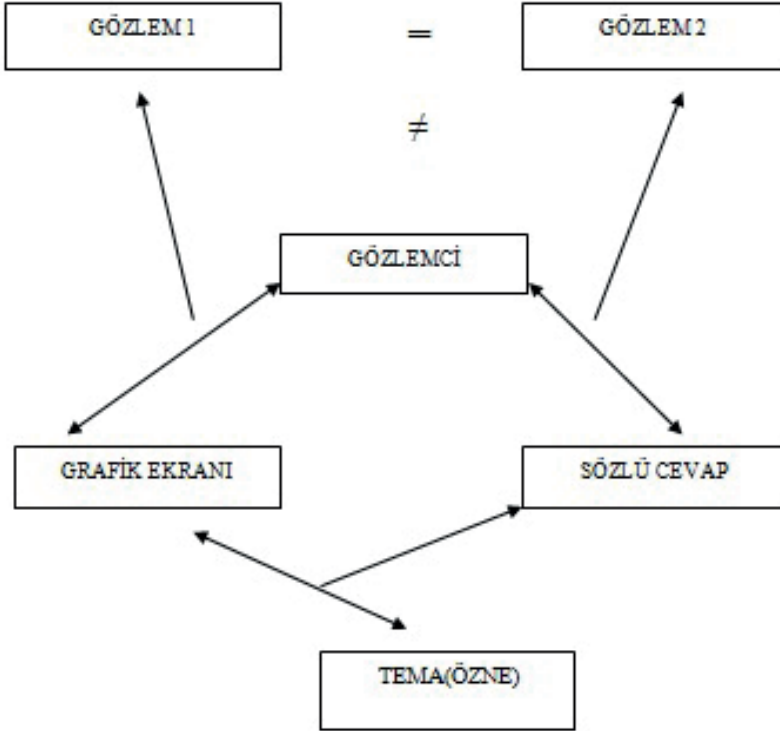 GÖZLEM 1 = GÖZLEM 2
≠
GÖZLEMCİ
GRAFİK EKRANI SÖZLÜ CEVAP
TEMA(ÖZNE)